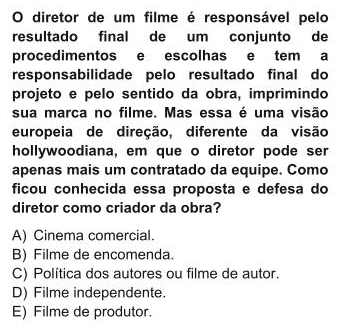 O diretor de um filme é responsável pelo
resultado final de um conjunto de
procedimentos e escolhas e tem a
responsabilidade pelo resultado final do
projeto e pelo sentido da obra, imprimindo
sua marca no filme. Mas essa é uma visão
europeia de direção, diferente da visão
hollywoodiana, em que o diretor pode ser
apenas mais um contratado da equipe. Como
ficou conhecida essa proposta e defesa do
diretor como criador da obra?
A) Cinema comercial.
B) Filme de encomenda.
C) Política dos autores ou filme de autor.
D) Filme independente.
E) Filme de produtor.